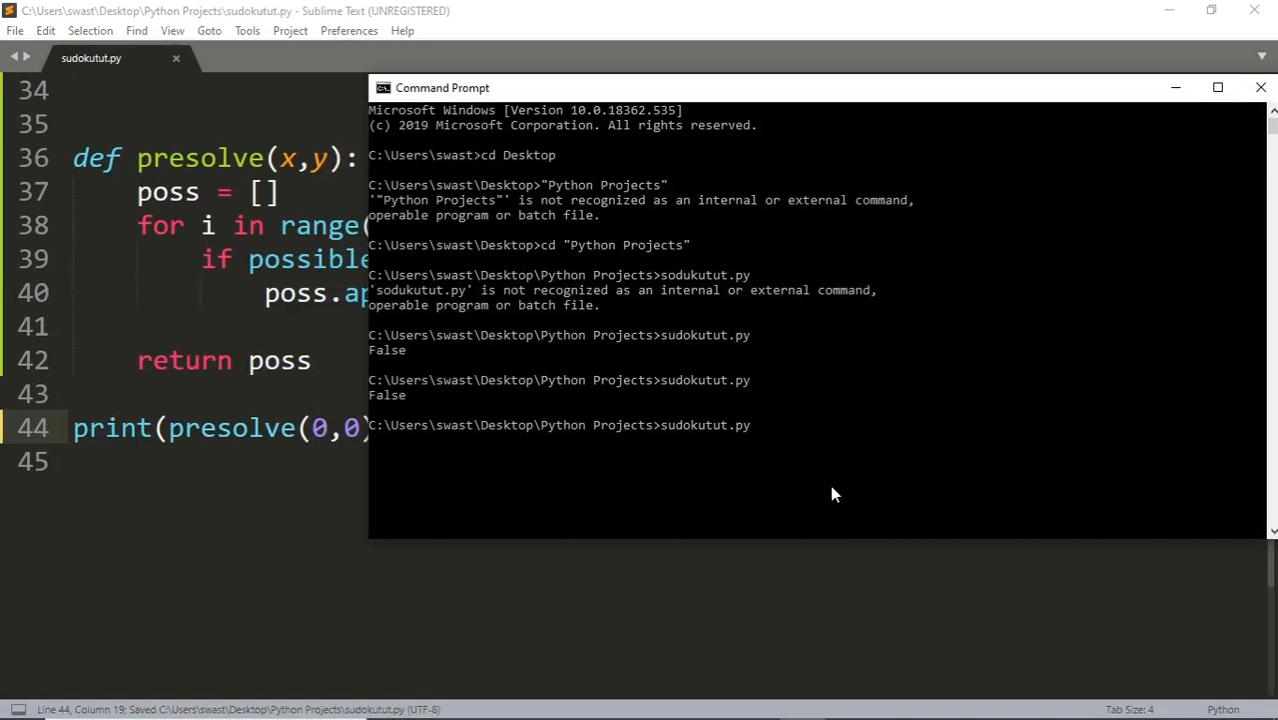 C:\Users\swast\Desktop\Python Projects\sudokutut.py - Sublime Text (UNREGISTERED)
File Edit Selection Find View Goto Tools Project Preferences Help
sudokutut.py
34
35
36 def presolve(x,y):
37 poss = []
38 for i in range(
39 if possible
40 poss.ap
41
42 return poss
43
44 print(presolve(0,0)
45
Command Prompt
Microsoft Windows [Version 10.0.18362.535]
(c) 2019 Microsoft Corporation. All rights reserved.
C:\Users\swast>cd Desktop
C:\Users\swast\Desktop>"Python Projects"
'"Python Projects"' is not recognized as an internal or external command,
operable program or batch file.
C:\Users\swast\Desktop>cd "Python Projects"
C:\Users\swast\Desktop\Python Projects>sodukutut.py
'sodukutut.py' is not recognized as an internal or external command,
operable program or batch file.
C:\Users\swast\Desktop\Python Projects>sudokutut.py
False
C:\Users\swast\Desktop\Python Projects>sudokutut.py
False
C:\Users\swast\Desktop\Python Projects>sudokutut.py
Line 44, Column 19; Saved C:\Users\swast\Desktop\Python Projects\sudokutut.py (UTF-8)
Tab Size: 4
Python